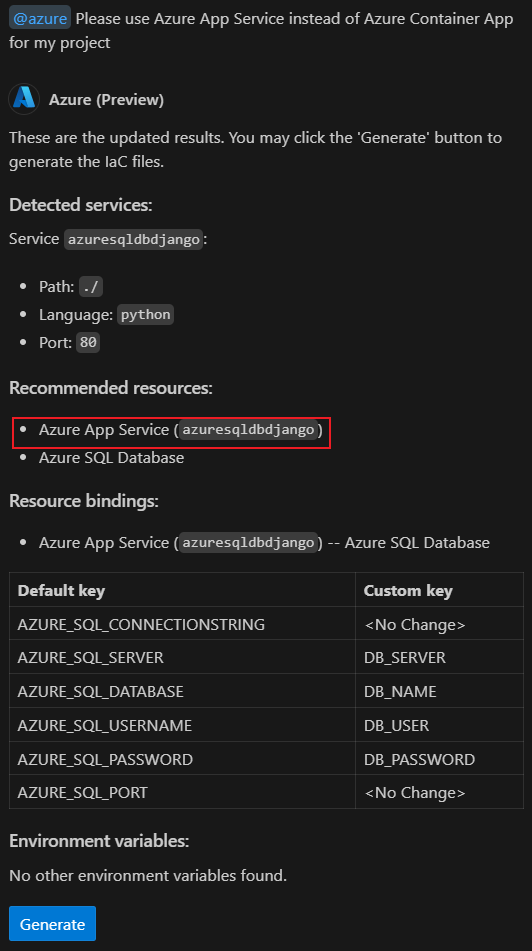 @azure Please use Azure App Service instead of Azure Container App
for my project
Azure (Preview)
These are the updated results. You may click the 'Generate' button to
generate the IaC files.
Detected services:
Service azuresqldbdjango:
• Path: ./
• Language: python
• Port: 80
Recommended resources:
• Azure App Service (azuresqldbdjango)
• Azure SQL Database
Resource bindings:
• Azure App Service (azuresqldbdjango) -- Azure SQL Database
Default key Custom key
AZURE_SQL_CONNECTIONSTRING <No Change>
AZURE_SQL_SERVER DB_SERVER
AZURE_SQL_DATABASE DB_NAME
AZURE_SQL_USERNAME DB_USER
AZURE_SQL_PASSWORD DB_PASSWORD
AZURE_SQL_PORT <No Change>
Environment variables:
No other environment variables found.
Generate